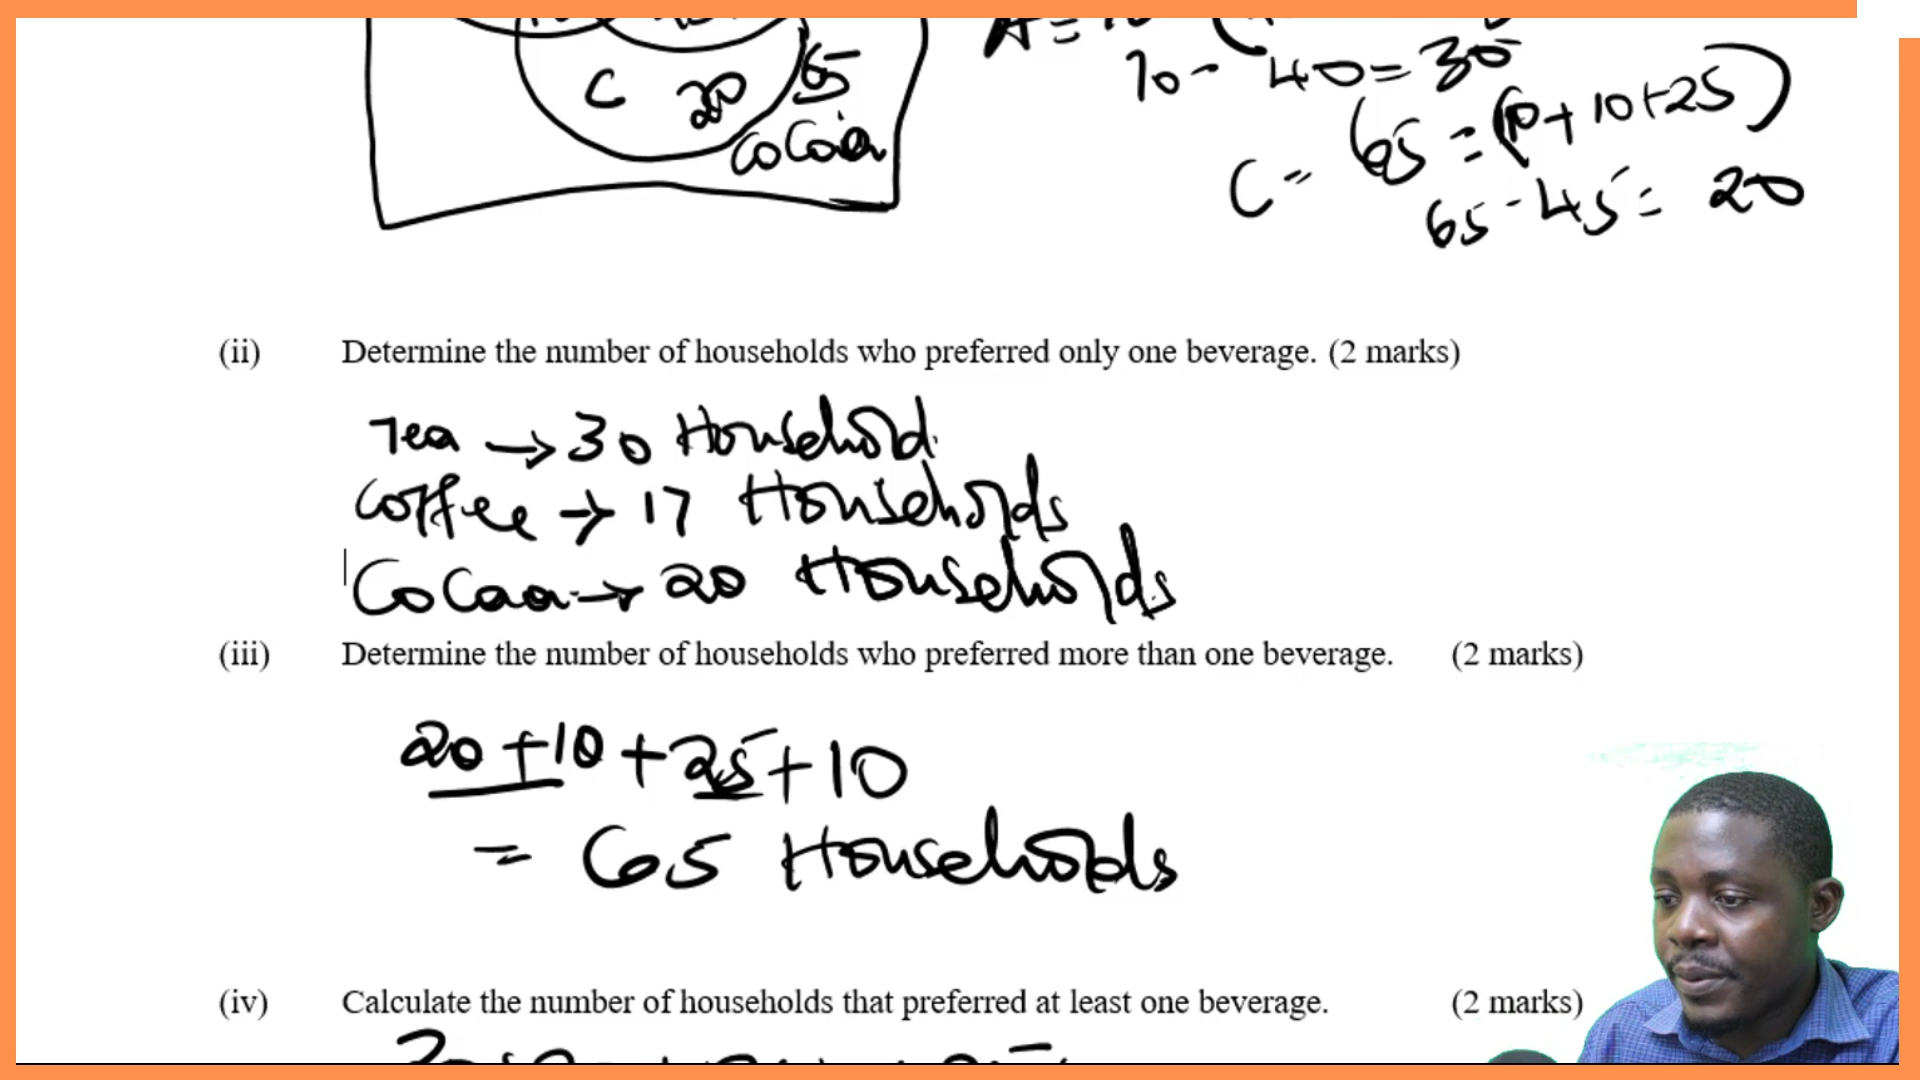 C 20 65
Cocoa
70 - 40 = 30
C = 65 = (10 + 10 + 25)
65 - 45 = 20
(ii) Determine the number of households who preferred only one beverage. (2 marks)
Tea → 30 Household
Coffee → 17 Households
Cocoa → 20 Households
(iii) Determine the number of households who preferred more than one beverage. (2 marks)
20 + 10 + 25 + 10
= 65 Households
(iv) Calculate the number of households that preferred at least one beverage. (2 marks)